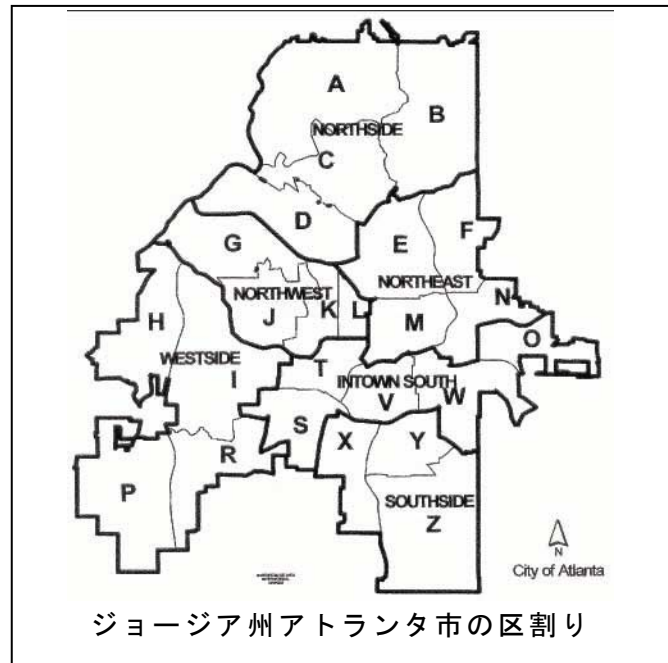 A
B
NORTHSIDE
C
D
G
E
F
NORTHEAST
NORTHWEST
J
K
L
M
N
O
H
WESTSIDE
I
T
INTOWN SOUTH
V
W
S
X
Y
R
P
SOUTHSIDE
Z
N
City of Atlanta
ジョージア州アトランタ市の区割り